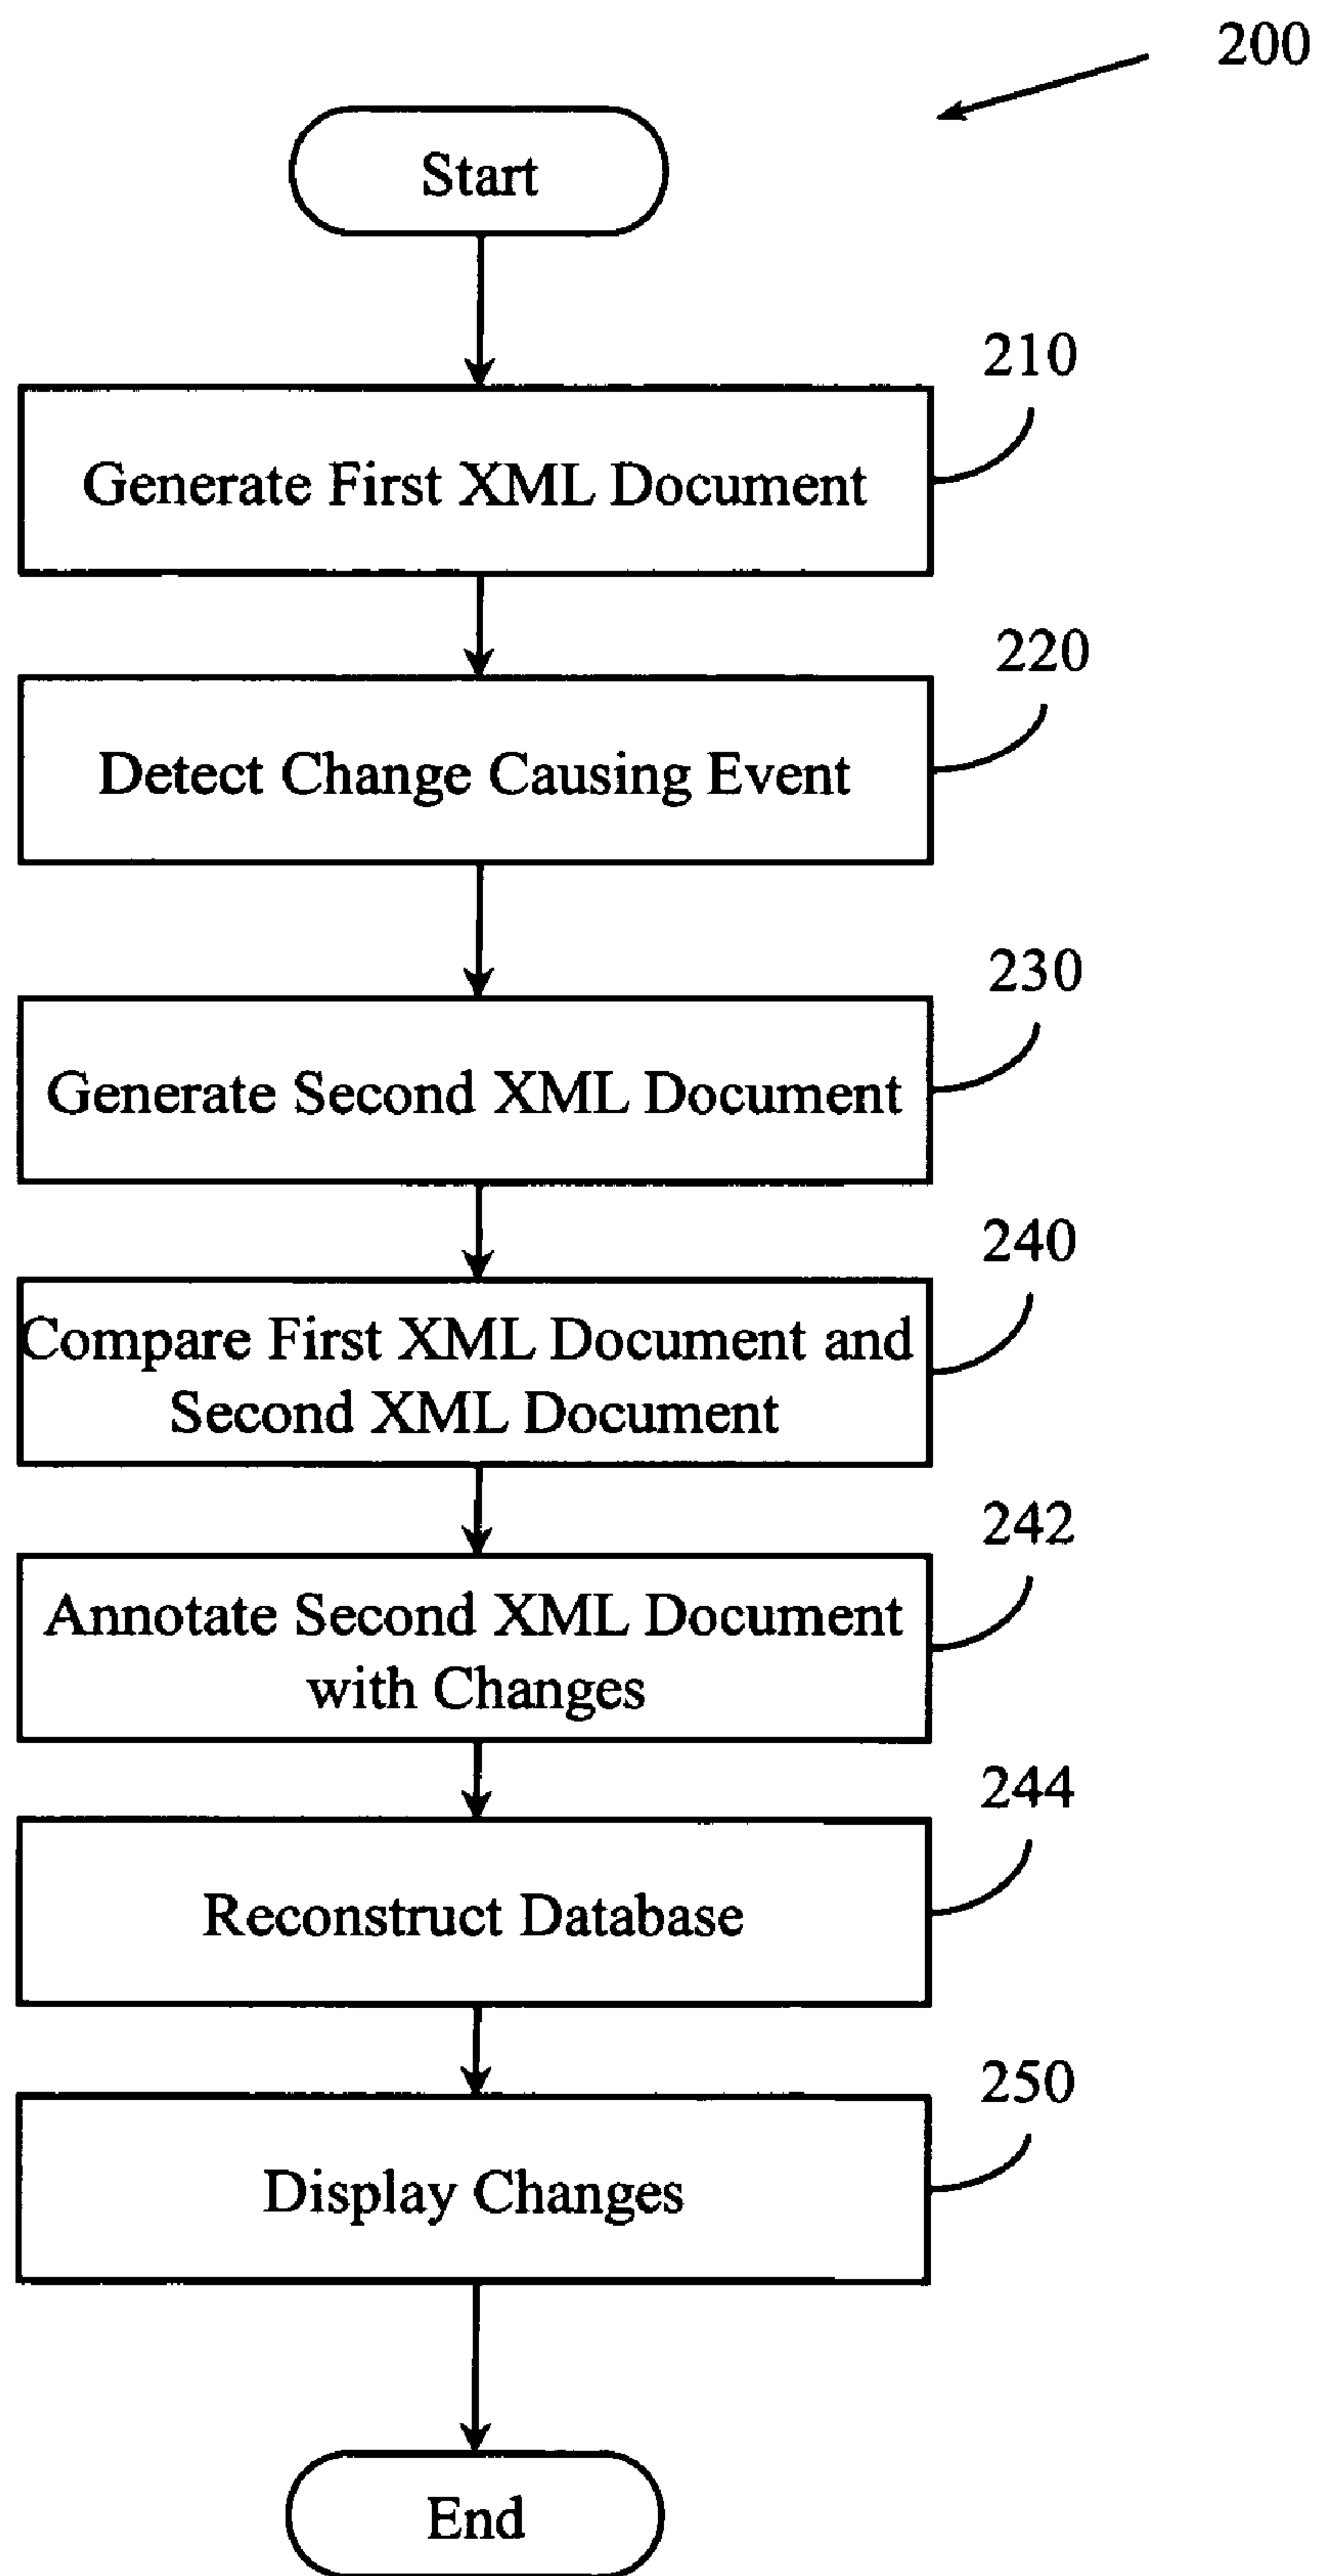 200
Start
210
Generate First XML Document
220
Detect Change Causing Event
230
Generate Second XML Document
240
Compare First XML Document and
Second XML Document
242
Annotate Second XML Document
with Changes
244
Reconstruct Database
250
Display Changes
End